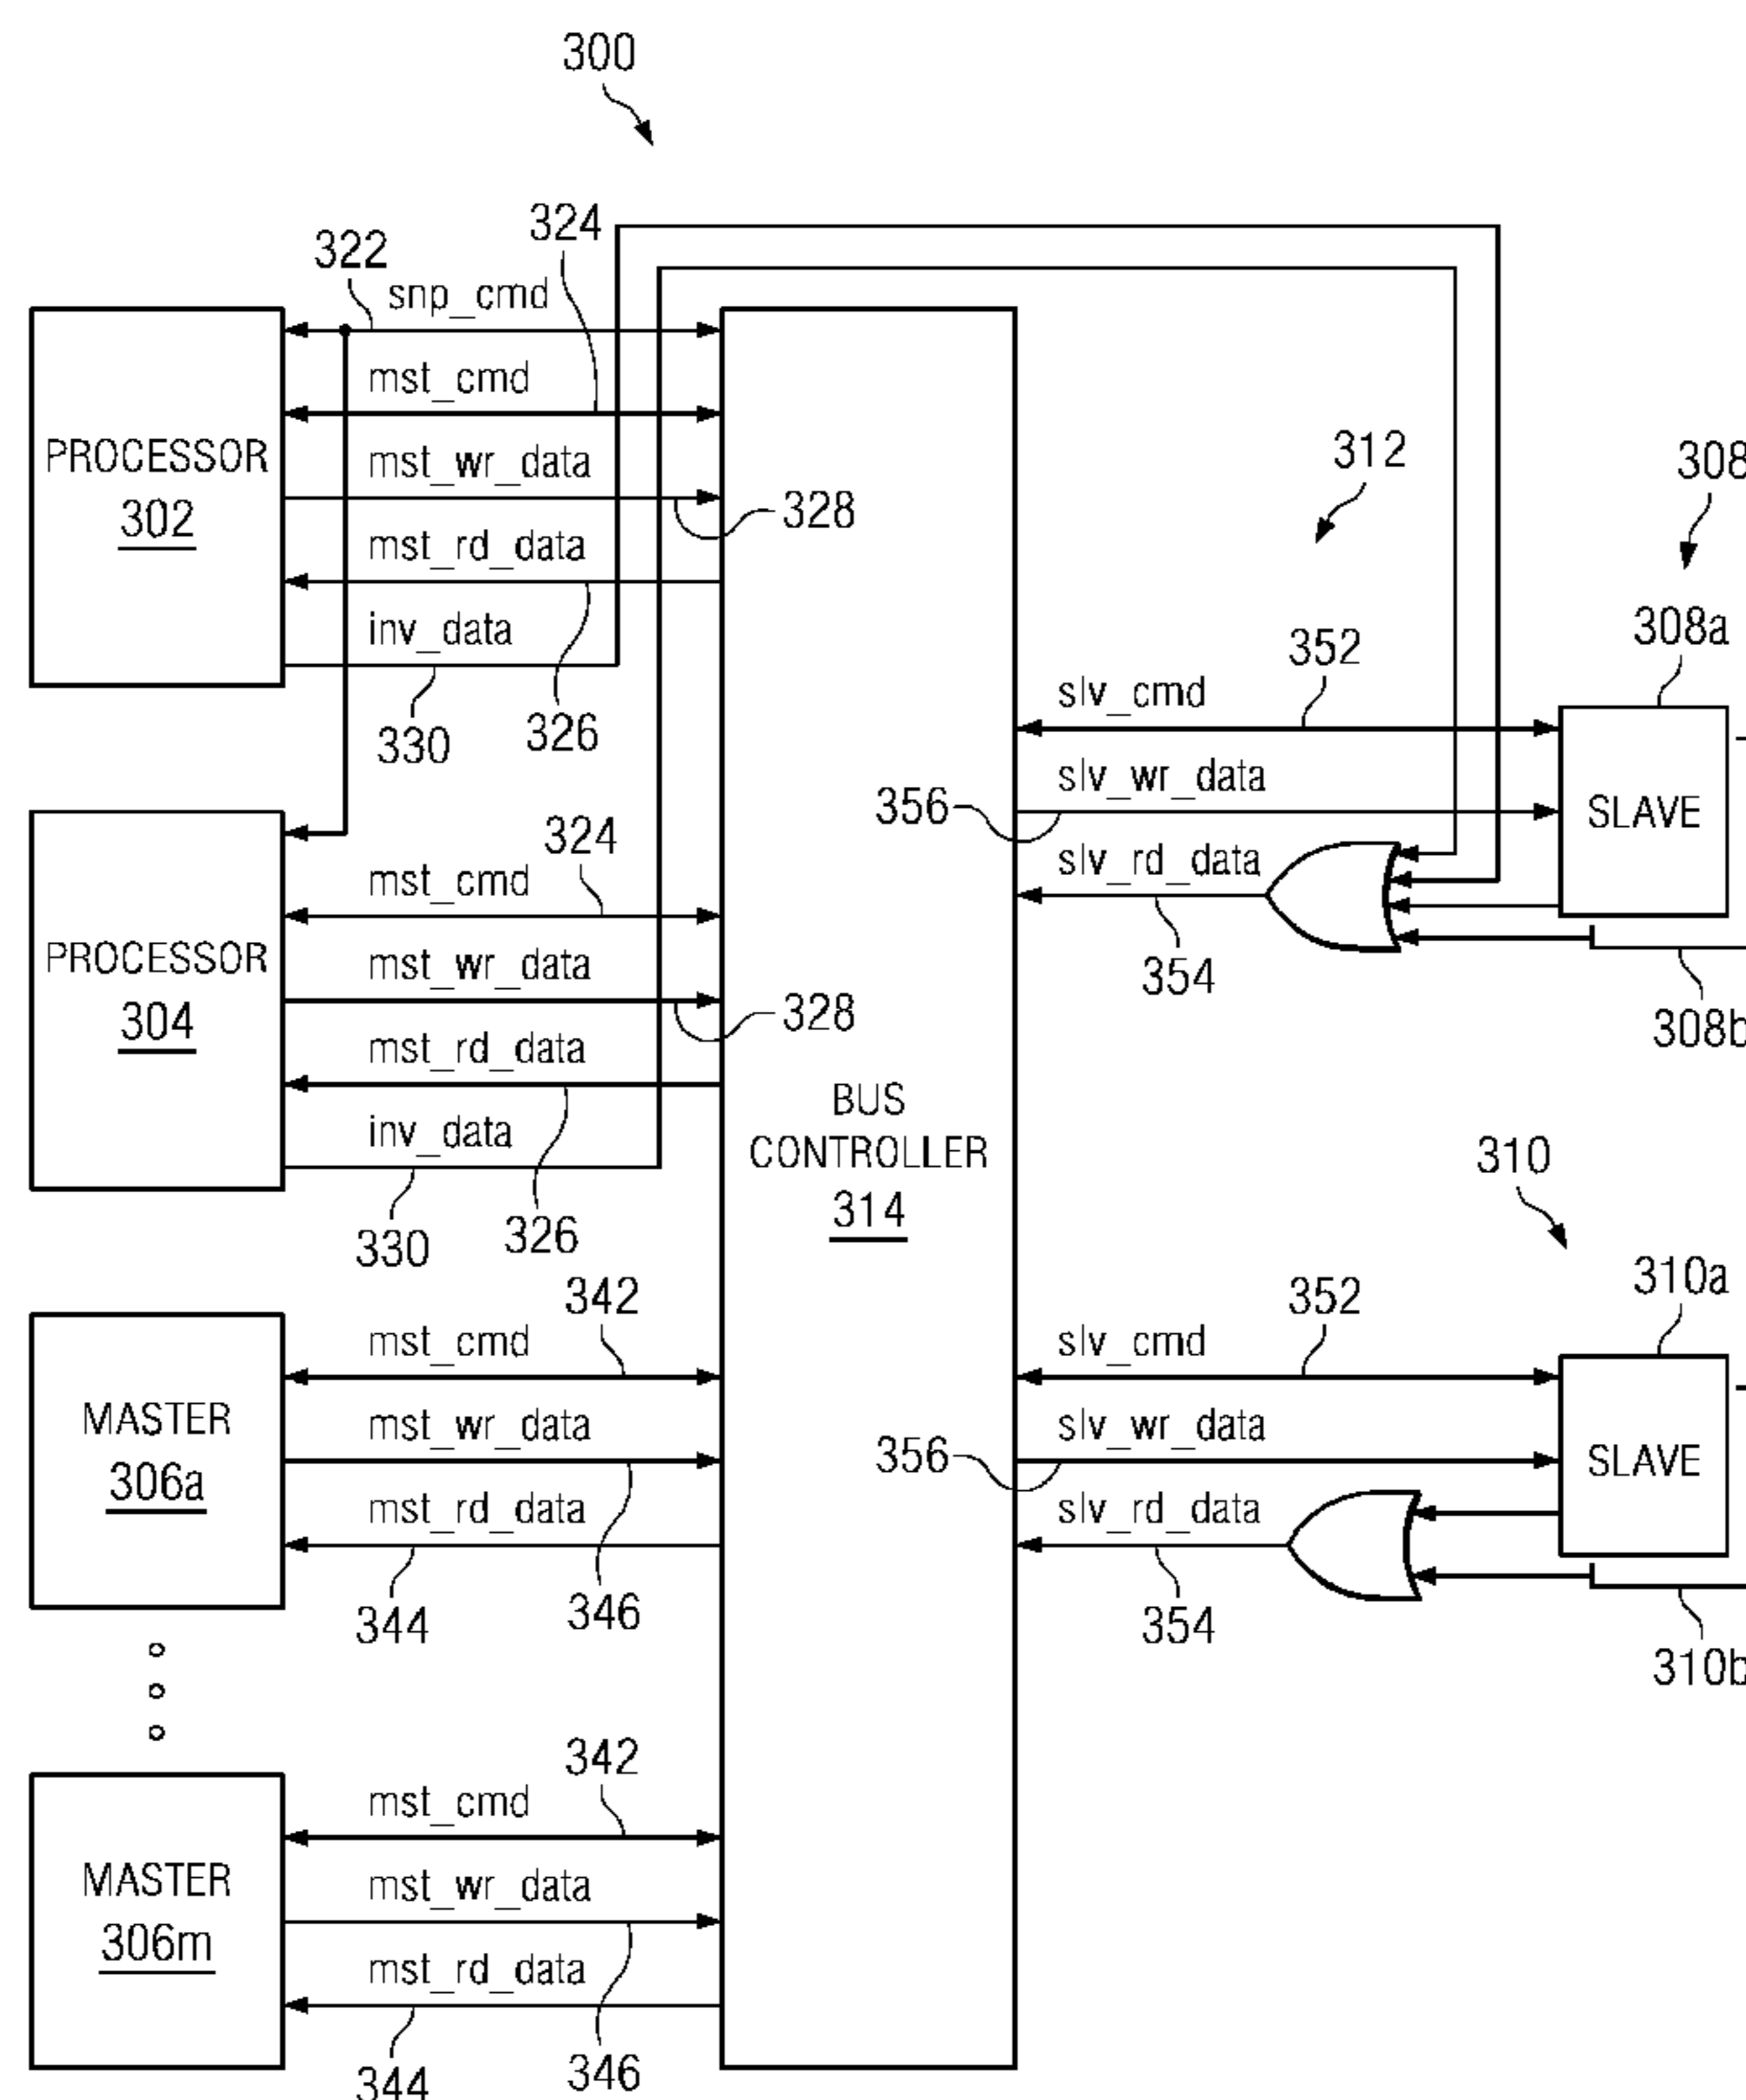 300
324
322
snp_cmd
mst_cmd
PROCESSOR
302
mst_wr_data
328
mst_rd_data
inv_data
330
326
312
308
308a
352
slv_cmd
slv_wr_data
356
SLAVE
slv_rd_data
354
308b
324
mst_cmd
PROCESSOR
304
mst_wr_data
328
mst_rd_data
inv_data
330
326
BUS
CONTROLLER
314
310
310a
352
slv_cmd
slv_wr_data
356
SLAVE
slv_rd_data
354
310b
342
mst_cmd
MASTER
306a
mst_wr_data
mst_rd_data
344
346
342
mst_cmd
MASTER
306m
mst_wr_data
mst_rd_data
344
346